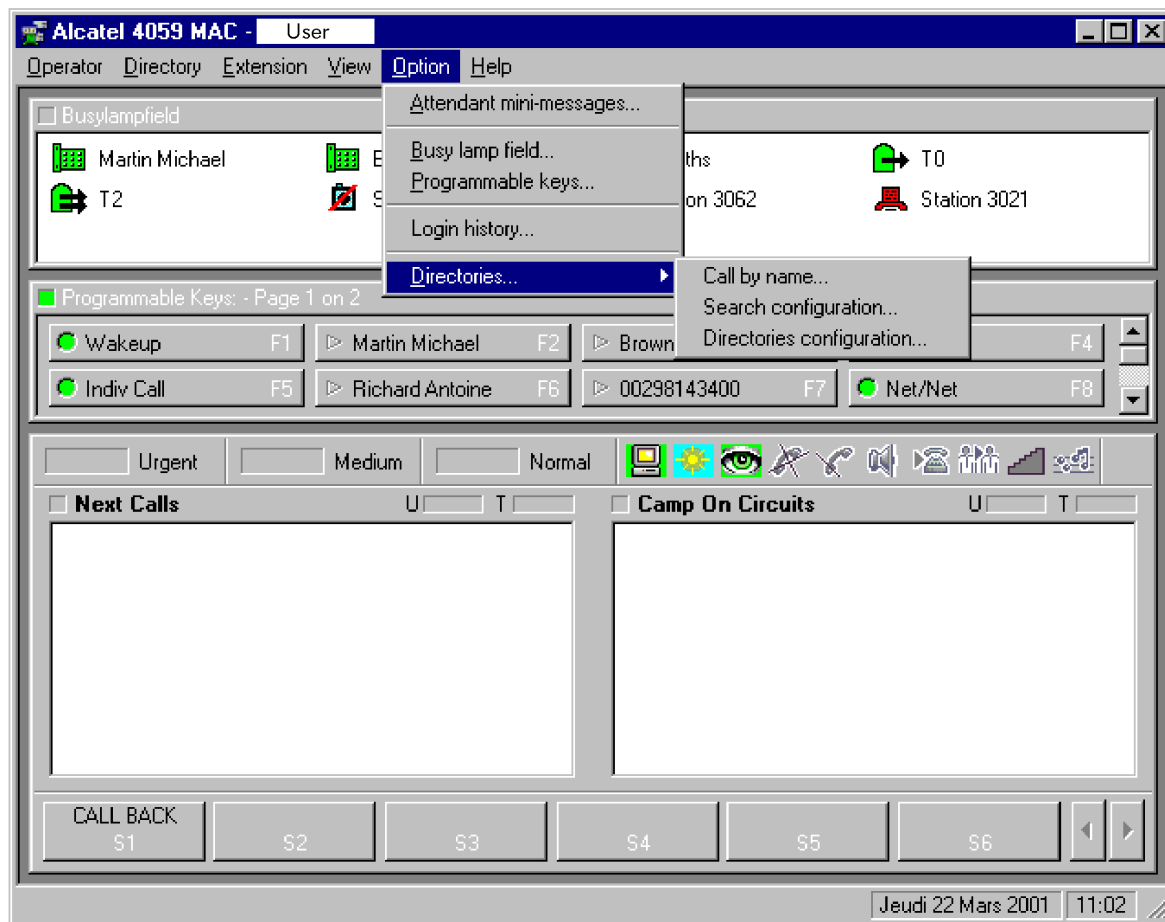 Alcatel 4059 MAC - User
Operator Directory Extension View Option Help
Attendant mini-messages...
Busy lamp field...
Programmable keys...
Login history...
Directories...
Call by name...
Search configuration...
Directories configuration...
Busylampfield
Martin Michael ths T0
T2 S on 3062 Station 3021
Programmable Keys: - Page 1 on 2
Wakeup F1 Martin Michael F2 Brown F4
Indiv Call F5 Richard Antoine F6 00298143400 F7 Net/Net F8
Urgent Medium Normal
Next Calls U T Camp On Circuits U T
CALL BACK
S1 S2 S3 S4 S5 S6
Jeudi 22 Mars 2001 11:02